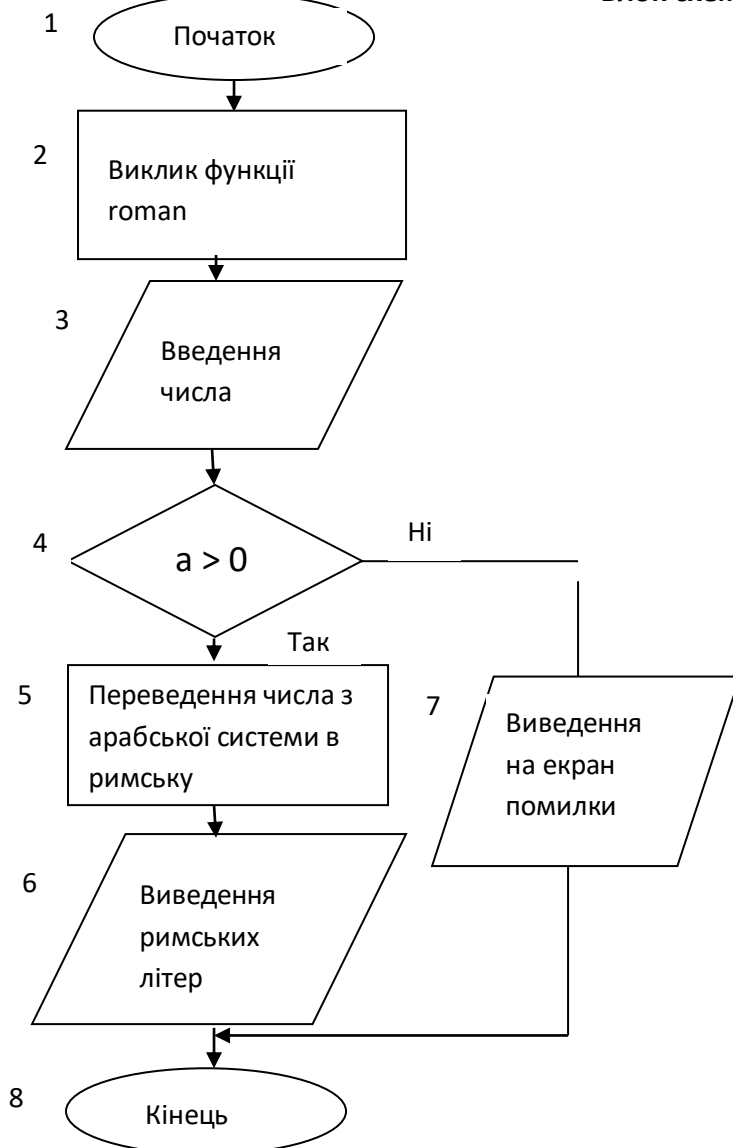 1
Початок
2
Виклик функції
roman
3
Введення
числа
4
a > 0
Ні
Так
5
Переведення числа з
арабської системи в
римську
7
Виведення
на екран
помилки
6
Виведення
римських
літер
8
Кінець